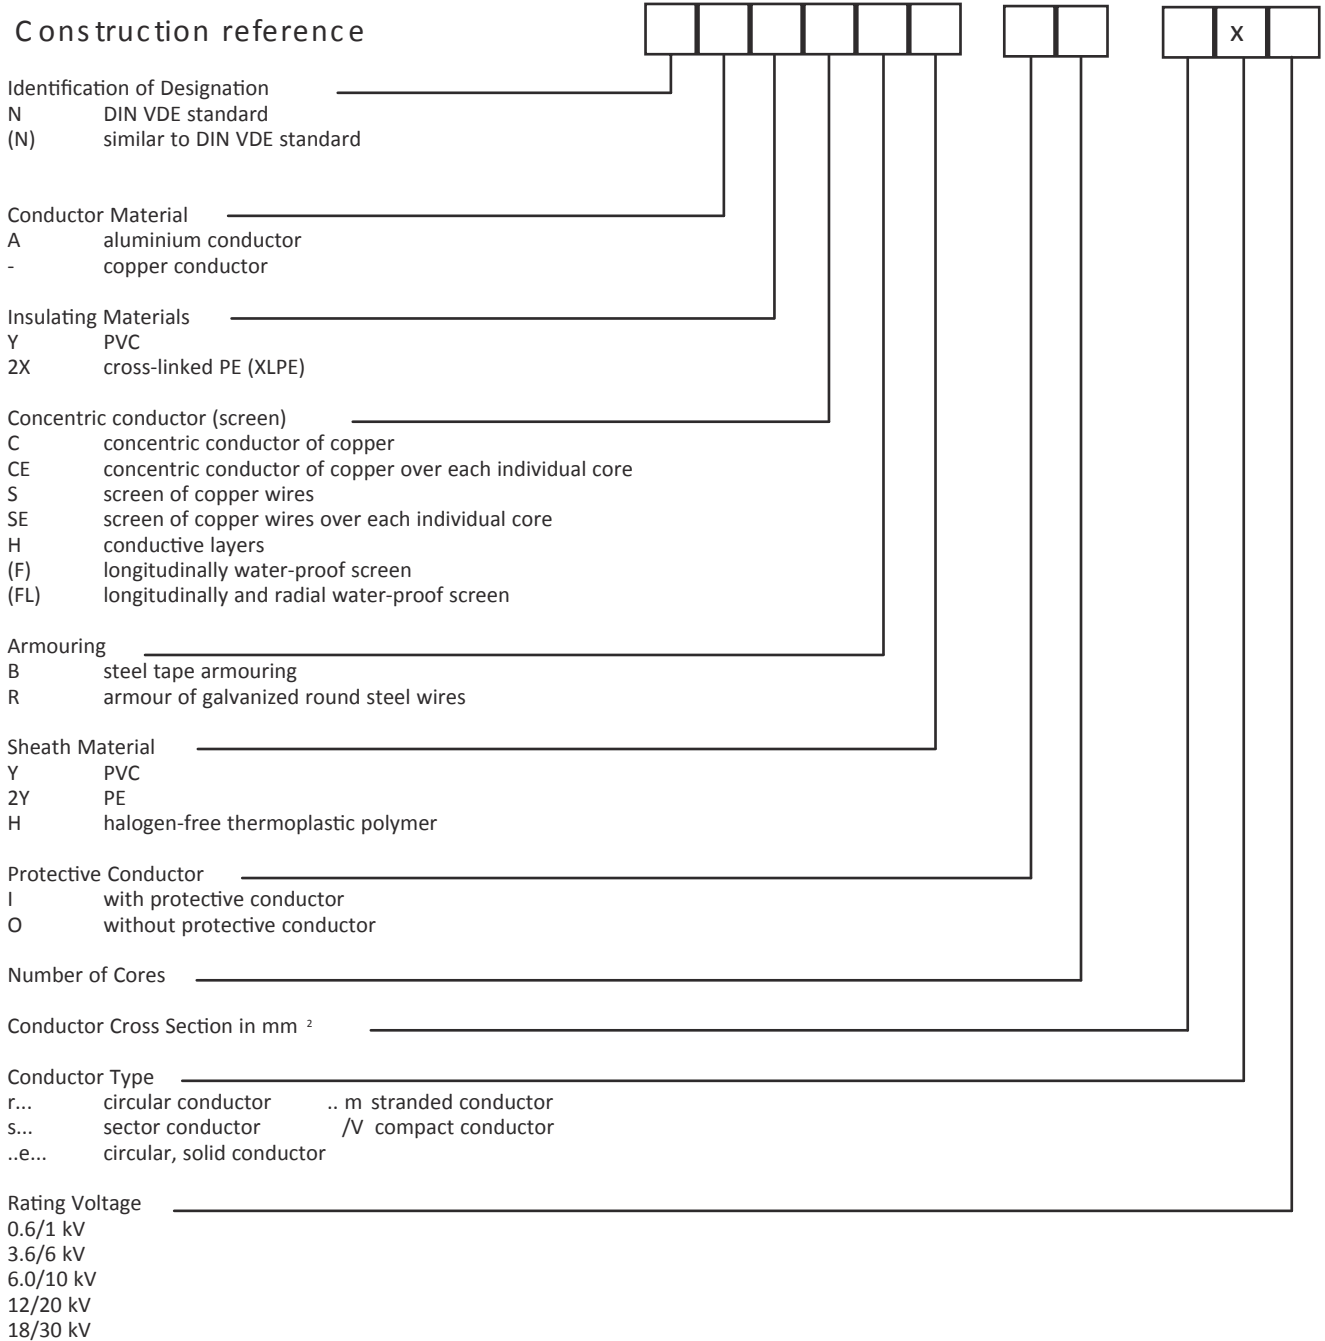 Construction reference
x
Identification of Designation
N DIN VDE standard
(N) similar to DIN VDE standard
Conductor Material
A aluminium conductor
- copper conductor
Insulating Materials
Y PVC
2X cross-linked PE (XLPE)
Concentric conductor (screen)
C concentric conductor of copper
CE concentric conductor of copper over each individual core
S screen of copper wires
SE screen of copper wires over each individual core
H conductive layers
(F) longitudinally water-proof screen
(FL) longitudinally and radial water-proof screen
Armouring
B steel tape armouring
R armour of galvanized round steel wires
Sheath Material
Y PVC
2Y PE
H halogen-free thermoplastic polymer
Protective Conductor
I with protective conductor
O without protective conductor
Number of Cores
Conductor Cross Section in mm ²
Conductor Type
r... circular conductor .. m stranded conductor
s... sector conductor /V compact conductor
..e... circular, solid conductor
Rating Voltage
0.6/1 kV
3.6/6 kV
6.0/10 kV
12/20 kV
18/30 kV